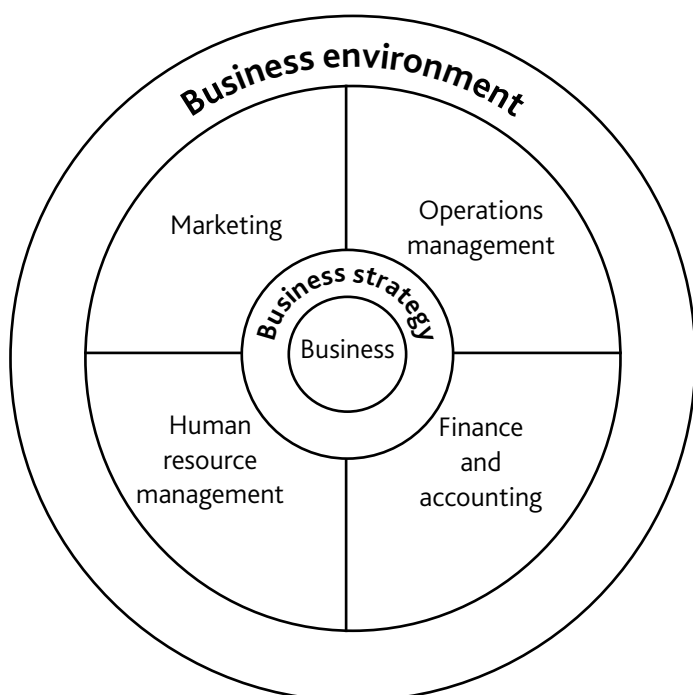 Business environment
Marketing
Operations
management
Business strategy
Business
Human
resource
management
Finance
and
accounting